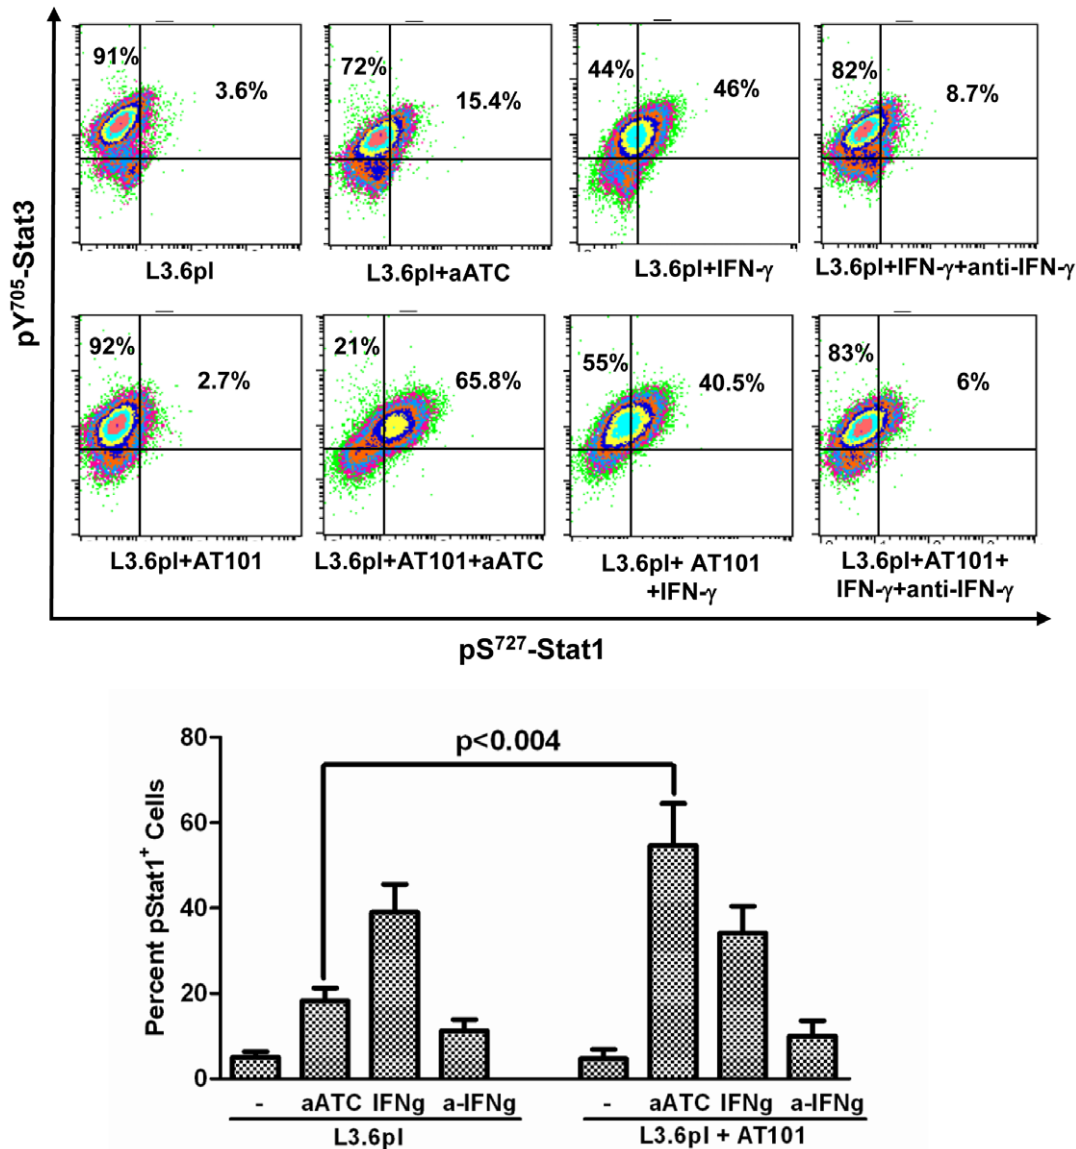 91%
3.6%
72%
15.4%
44%
46%
82%
8.7%
L3.6pl
L3.6pl+aATC
L3.6pl+IFN-γ
L3.6pl+IFN-γ+anti-IFN-γ
pY705-Stat3
92%
2.7%
21%
65.8%
55%
40.5%
83%
6%
L3.6pl+AT101
L3.6pl+AT101+aATC
L3.6pl+ AT101
+IFN-γ
L3.6pl+AT101+
IFN-γ+anti-IFN-γ
pS727-Stat1
Percent pStat1+ Cells
80
60
40
20
0
p<0.004
- aATC IFNg a-IFNg - aATC IFNg a-IFNg
L3.6pl L3.6pl + AT101